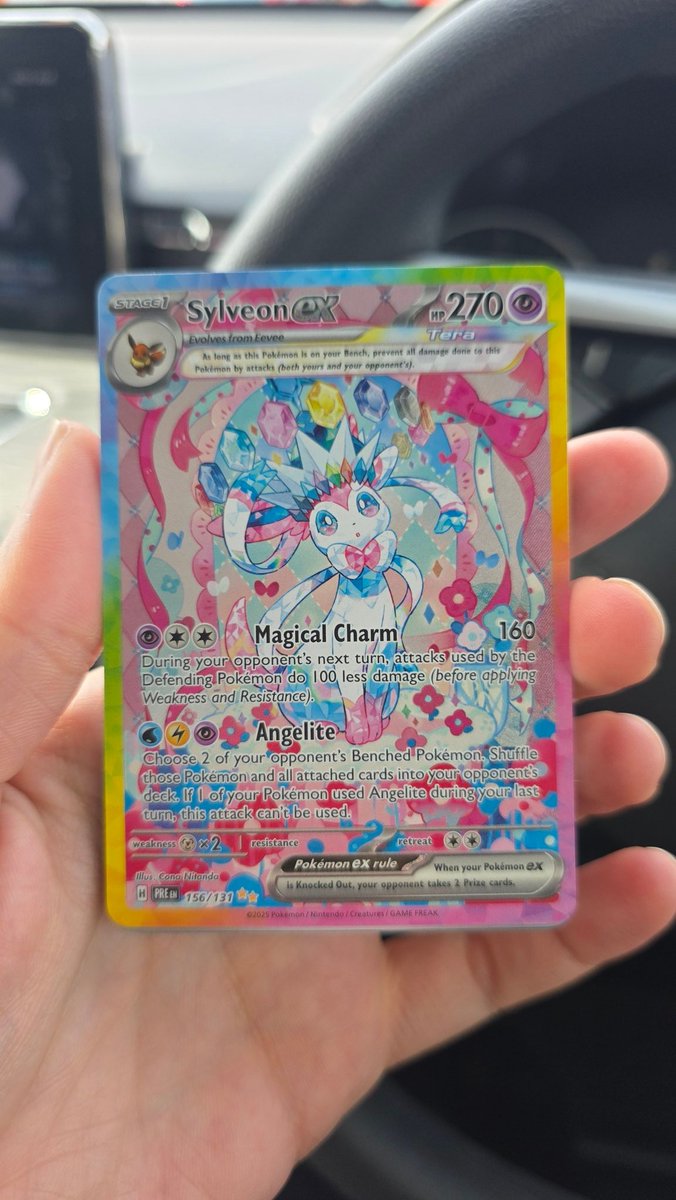 STAGE 1 Sylveon ex HP 270
Evolves from Eevee Tera
As long as this Pokémon is on your Bench, prevent all damage done to this
Pokémon by attacks (both yours and your opponent's).
Magical Charm 160
During your opponent's next turn, attacks used by the
Defending Pokémon do 100 less damage (before applying
Weakness and Resistance).
Angelite
Choose 2 of your opponent's Benched Pokémon. Shuffle
those Pokémon and all attached cards into your opponent's
deck. If 1 of your Pokémon used Angelite during your last
turn, this attack can't be used.
weakness ×2 resistance retreat
Pokémon ex rule When your Pokémon ex
is Knocked Out, your opponent takes 2 Prize cards.
Illus. Cona Nitanda
H PRE EN 156/131
©2025 Pokémon / Nintendo / Creatures / GAME FREAK